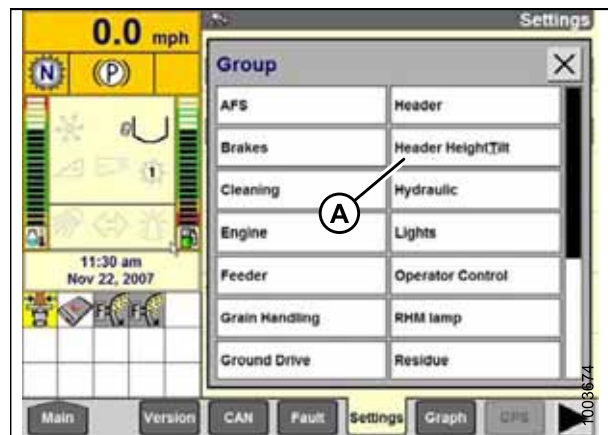 0.0 mph
Settings
N
(P)
Group
X
AFS
Header
Brakes
Header Height/Tilt
Cleaning
Hydraulic
A
1
Engine
Lights
11:30 am
Nov 22, 2007
Feeder
Operator Control
Grain Handling
RHM lamp
Ground Drive
Residue
Main
Version
CAN
Fault
Settings
Graph
GPS
1003674